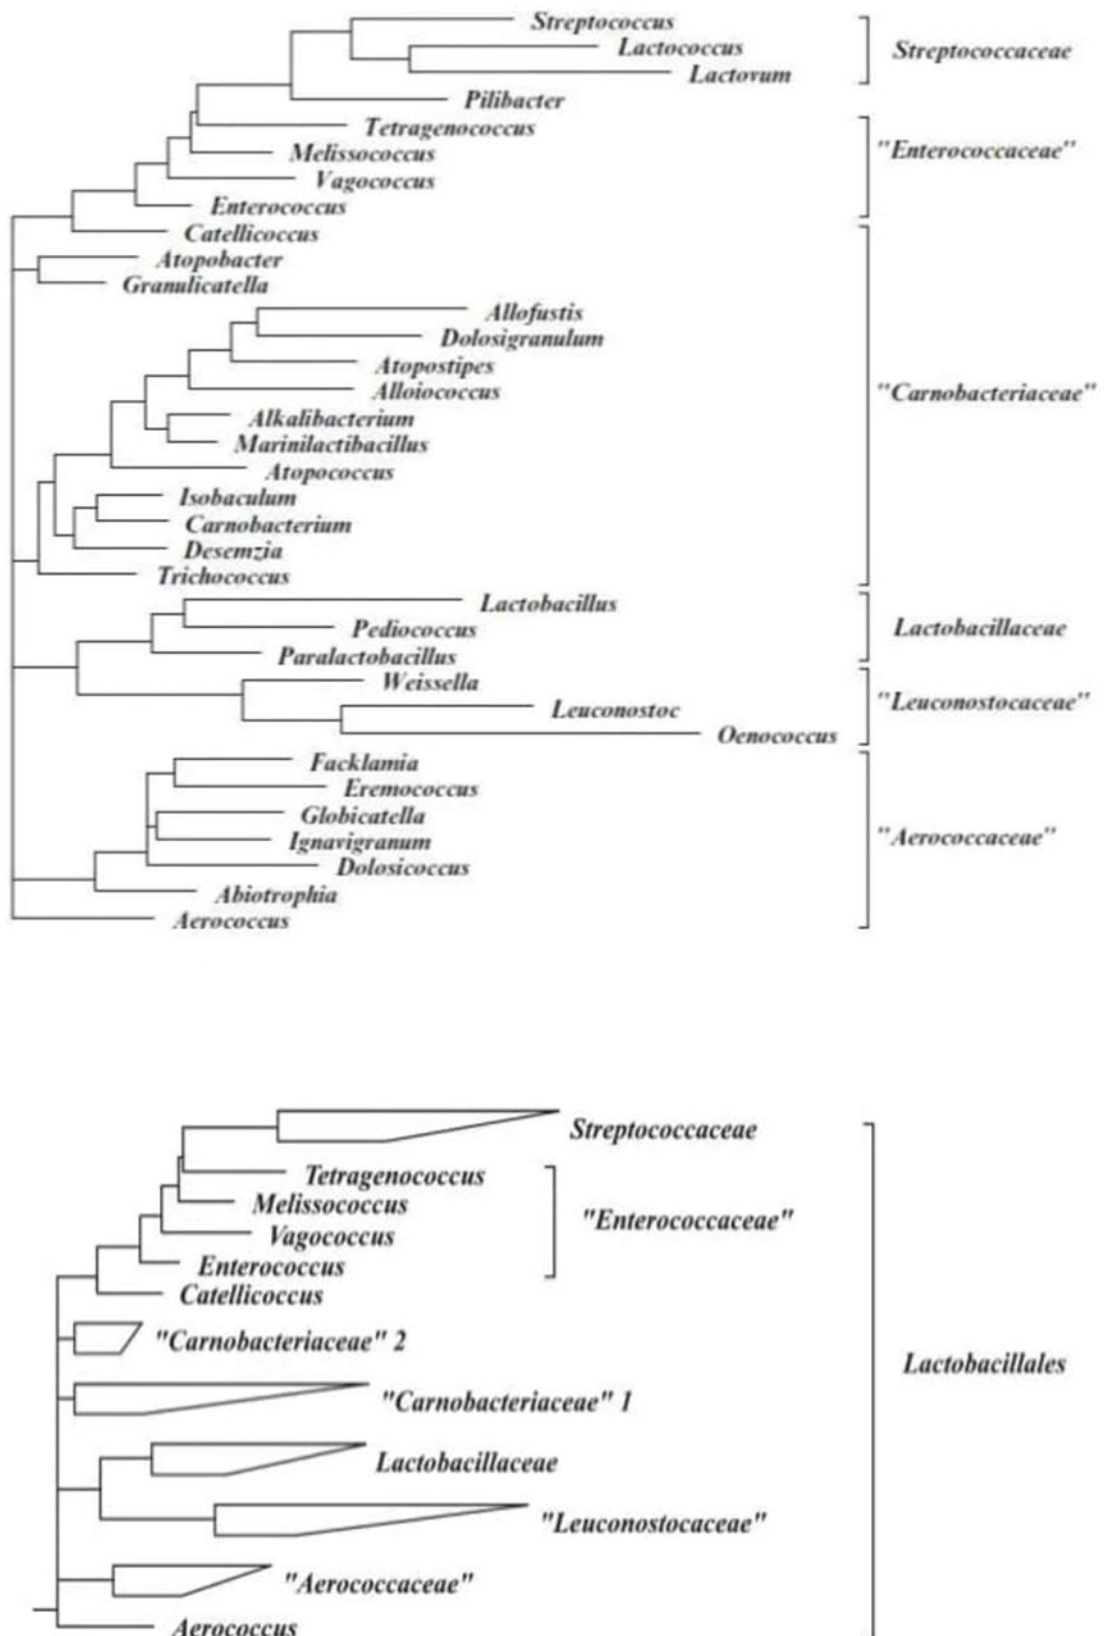 Streptococcus
Lactococcus
Streptococcaceae
Lactovum
Pilibacter
Tetragenococcus
Melissococcus
"Enterococcaceae"
Vagococcus
Enterococcus
Catellicoccus
Atopobacter
Granulicatella
Allofustis
Dolosigranulum
Atopostipes
Alloiococcus
"Carnobacteriaceae"
Alkalibacterium
Marinilactibacillus
Atopococcus
Isobaculum
Carnobacterium
Desemzia
Trichococcus
Lactobacillus
Pediococcus
Lactobacillaceae
Paralactobacillus
Weissella
"Leuconostocaceae"
Leuconostoc
Oenococcus
Facklamia
Eremococcus
Globicatella
"Aerococcaceae"
Ignavigranum
Dolosicoccus
Abiotrophia
Aerococcus
Streptococcaceae
Tetragenococcus
Melissococcus
"Enterococcaceae"
Vagococcus
Enterococcus
Catellicoccus
"Carnobacteriaceae" 2
Lactobacillales
"Carnobacteriaceae" 1
Lactobacillaceae
"Leuconostocaceae"
"Aerococcaceae"
Aerococcus